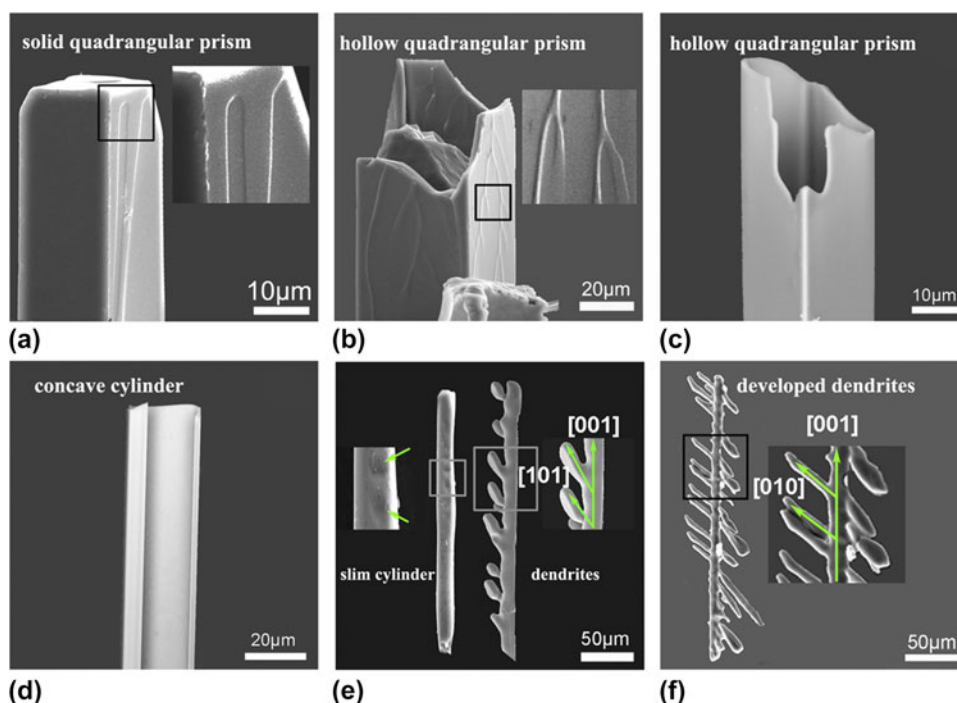 solid quadrangular prism
10μm
(a)
hollow quadrangular prism
20μm
(b)
hollow quadrangular prism
10μm
(c)
concave cylinder
20μm
(d)
[001]
[101]
slim cylinder
dendrites
50μm
(e)
developed dendrites
[001]
[010]
50μm
(f)